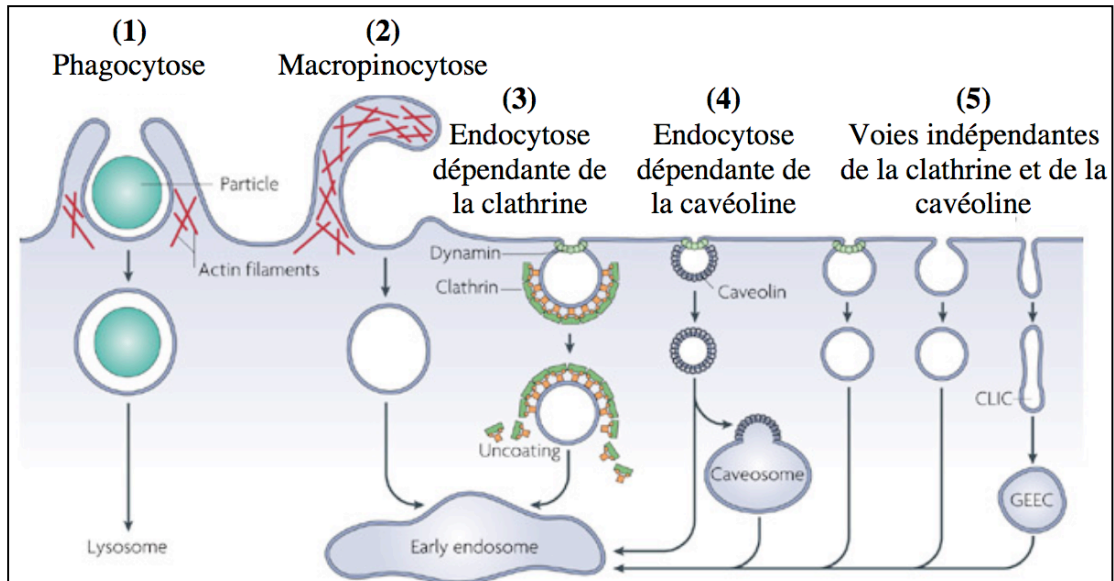 (1)
Phagocytose
(2)
Macropinocytose
(3)
Endocytose
dépendante de
la clathrine
(4)
Endocytose
dépendante de
la cavéoline
(5)
Voies indépendantes
de la clathrine et de la
cavéoline
Particle
Actin filaments
Dynamin
Clathrin
Caveolin
CLIC
Uncoating
Caveosome
GEEC
Lysosome
Early endosome